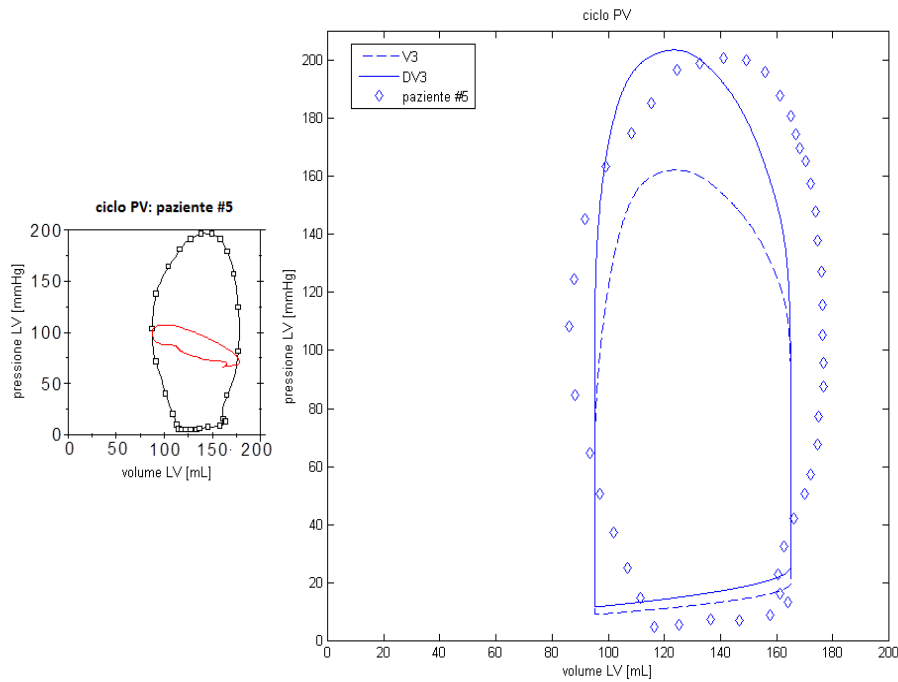 ciclo PV
V3
DV3
paziente #5
pressione LV [mmHg]
200
180
160
140
120
100
80
60
40
20
0
0 20 40 60 80 100 120 140 160 180 200
volume LV [mL]
ciclo PV: paziente #5
pressione LV [mmHg]
200
150
100
50
0
0 50 100 150 200
volume LV [mL]